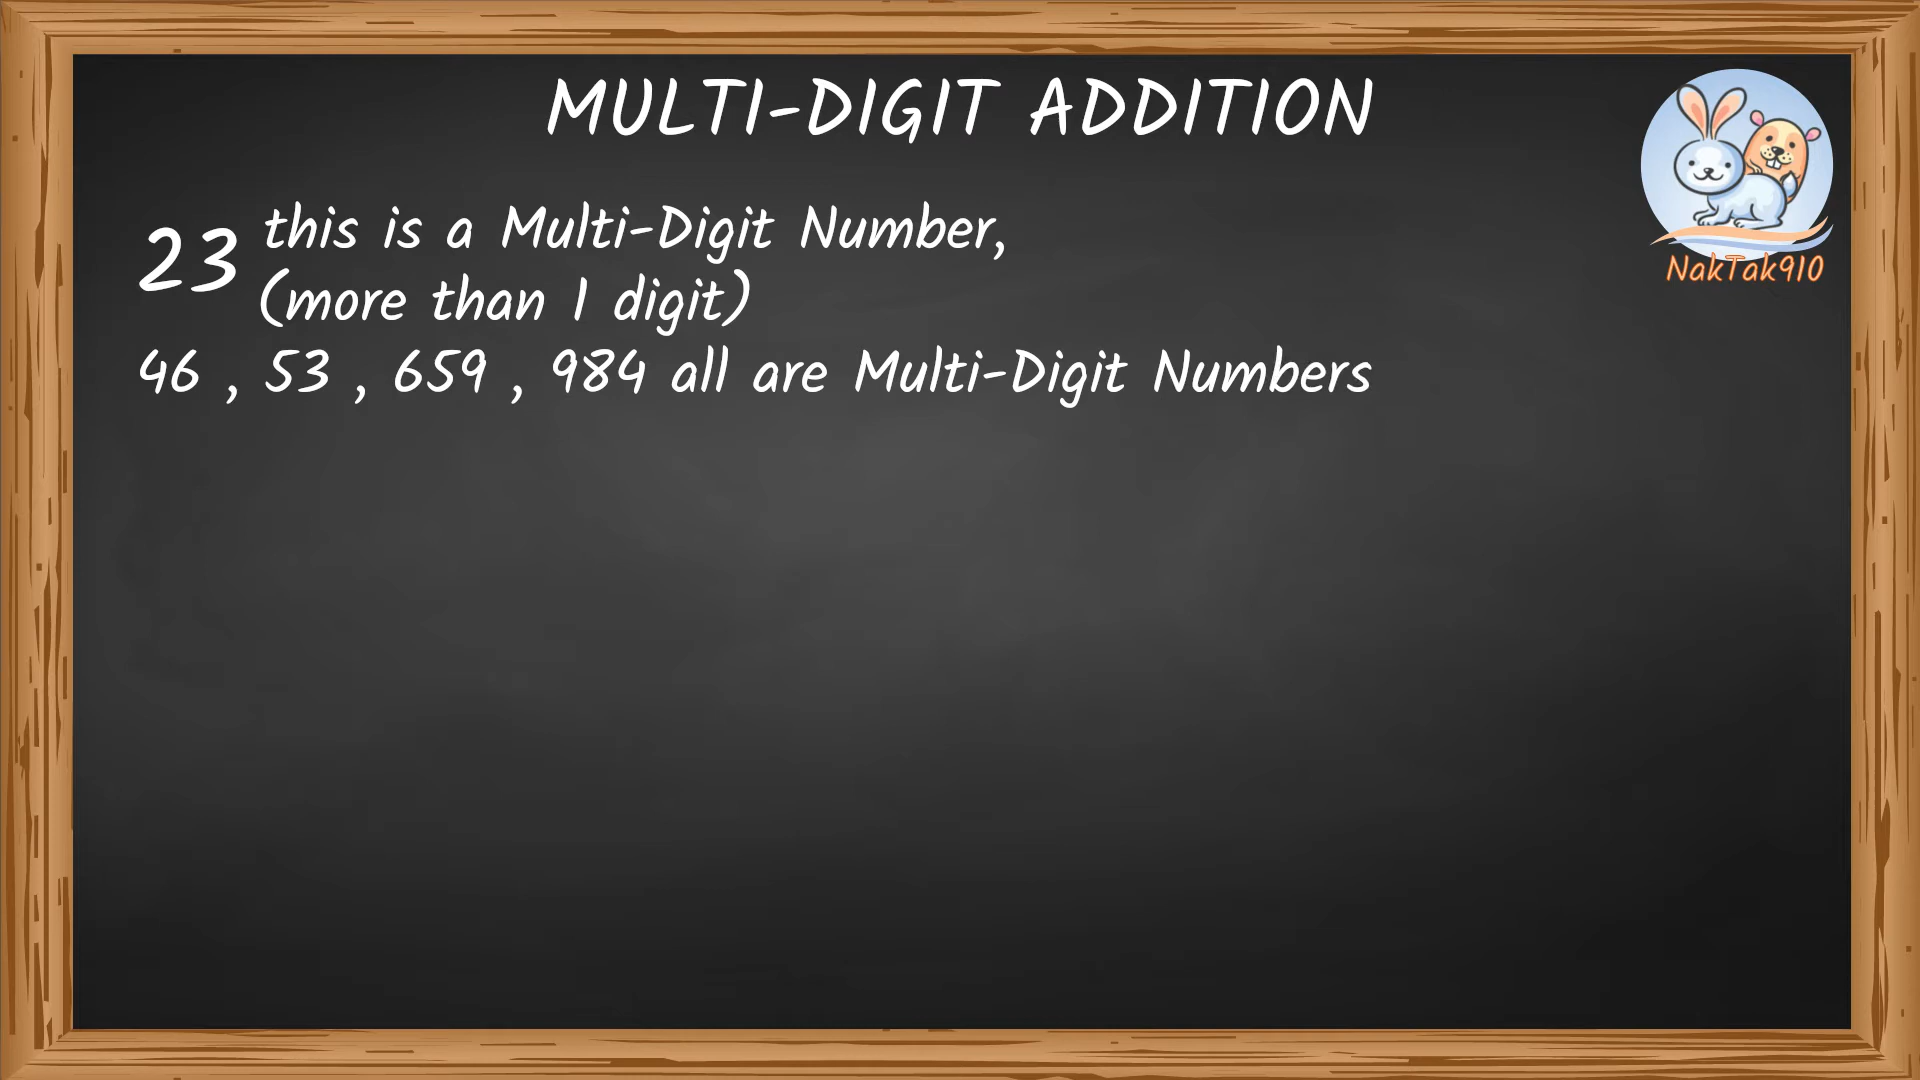 MULTI-DIGIT ADDITION
NakTak910
23 this is a Multi-Digit Number,
(more than 1 digit)
46 , 53 , 659 , 984 all are Multi-Digit Numbers